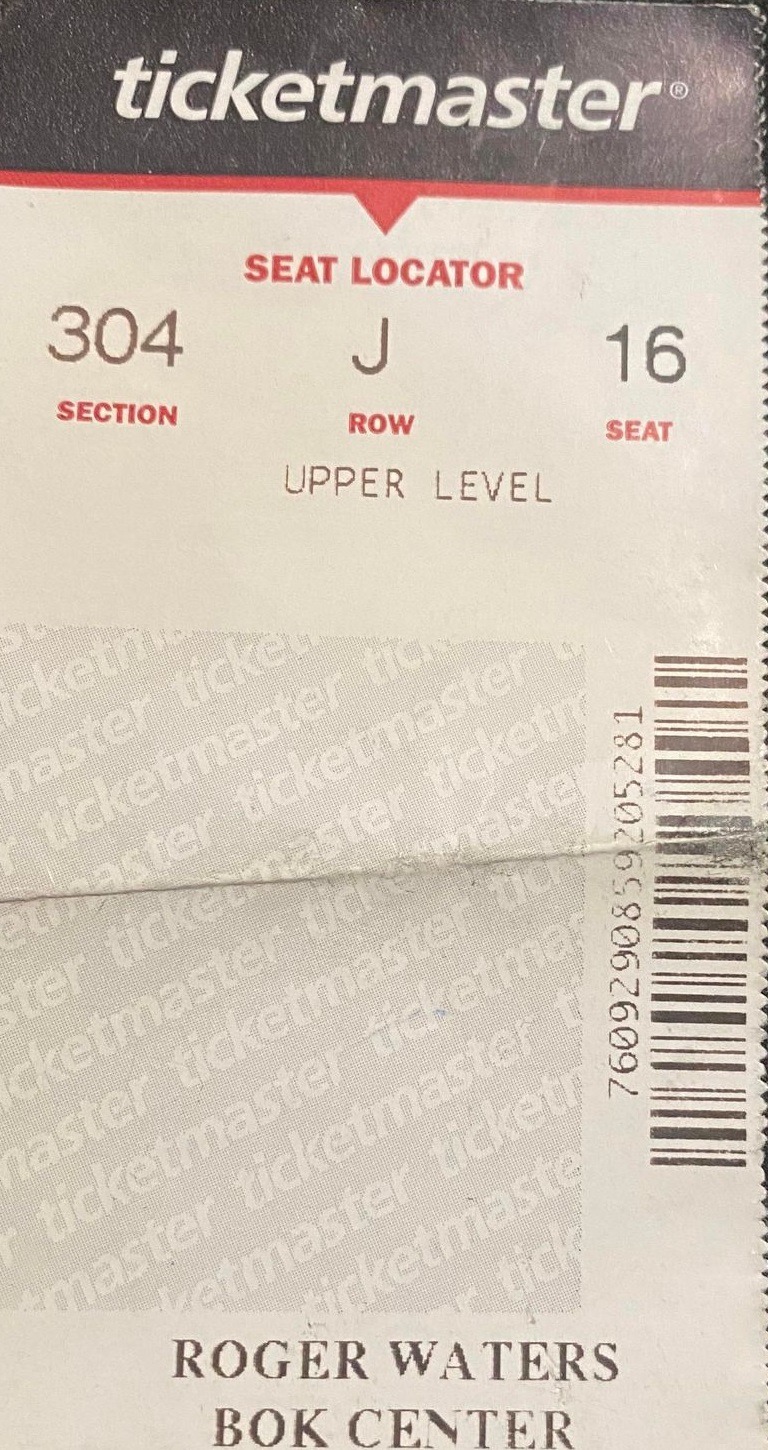 ticketmaster®
SEAT LOCATOR
304 J 16
SECTION ROW SEAT
UPPER LEVEL
7609290859205281
ROGER WATERS
BOK CENTER